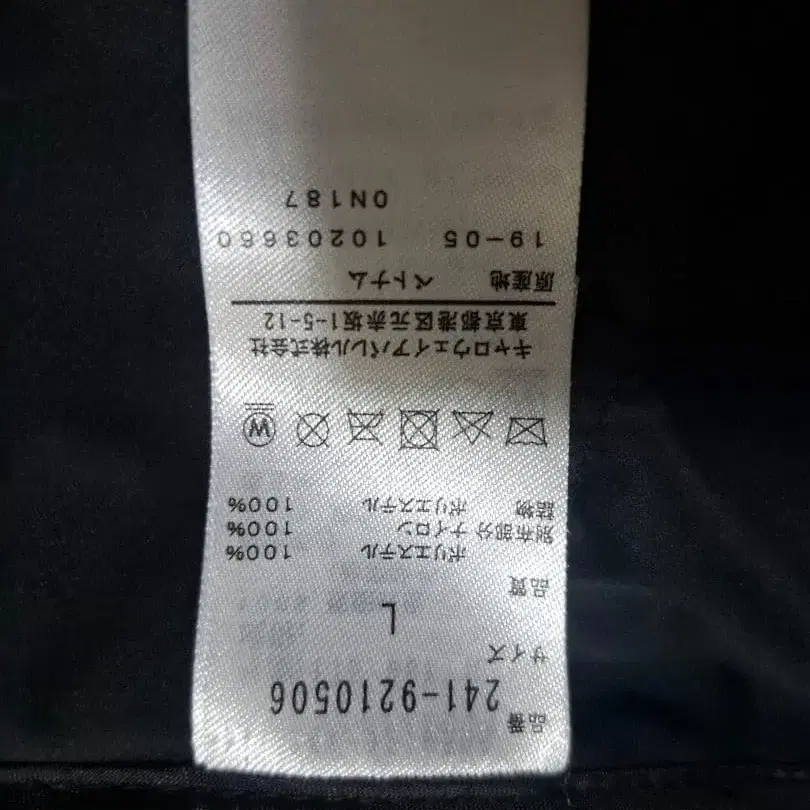 品番 241-9210506
サイズ
L
品質
ポリエステル 100%
別布部分 ナイロン 100%
詰物 ポリエステル 100%
W
キャロウェイアパレル株式会社
東京都港区元赤坂1-5-12
原産地 ベトナム
19-05 10203660
0N187